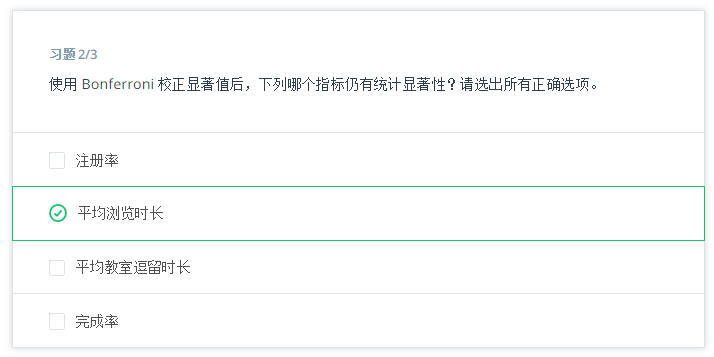 习题 2/3
使用 Bonferroni 校正显著值后，下列哪个指标仍有统计显著性？请选出所有正确选项。
注册率
平均浏览时长
平均教室逗留时长
完成率